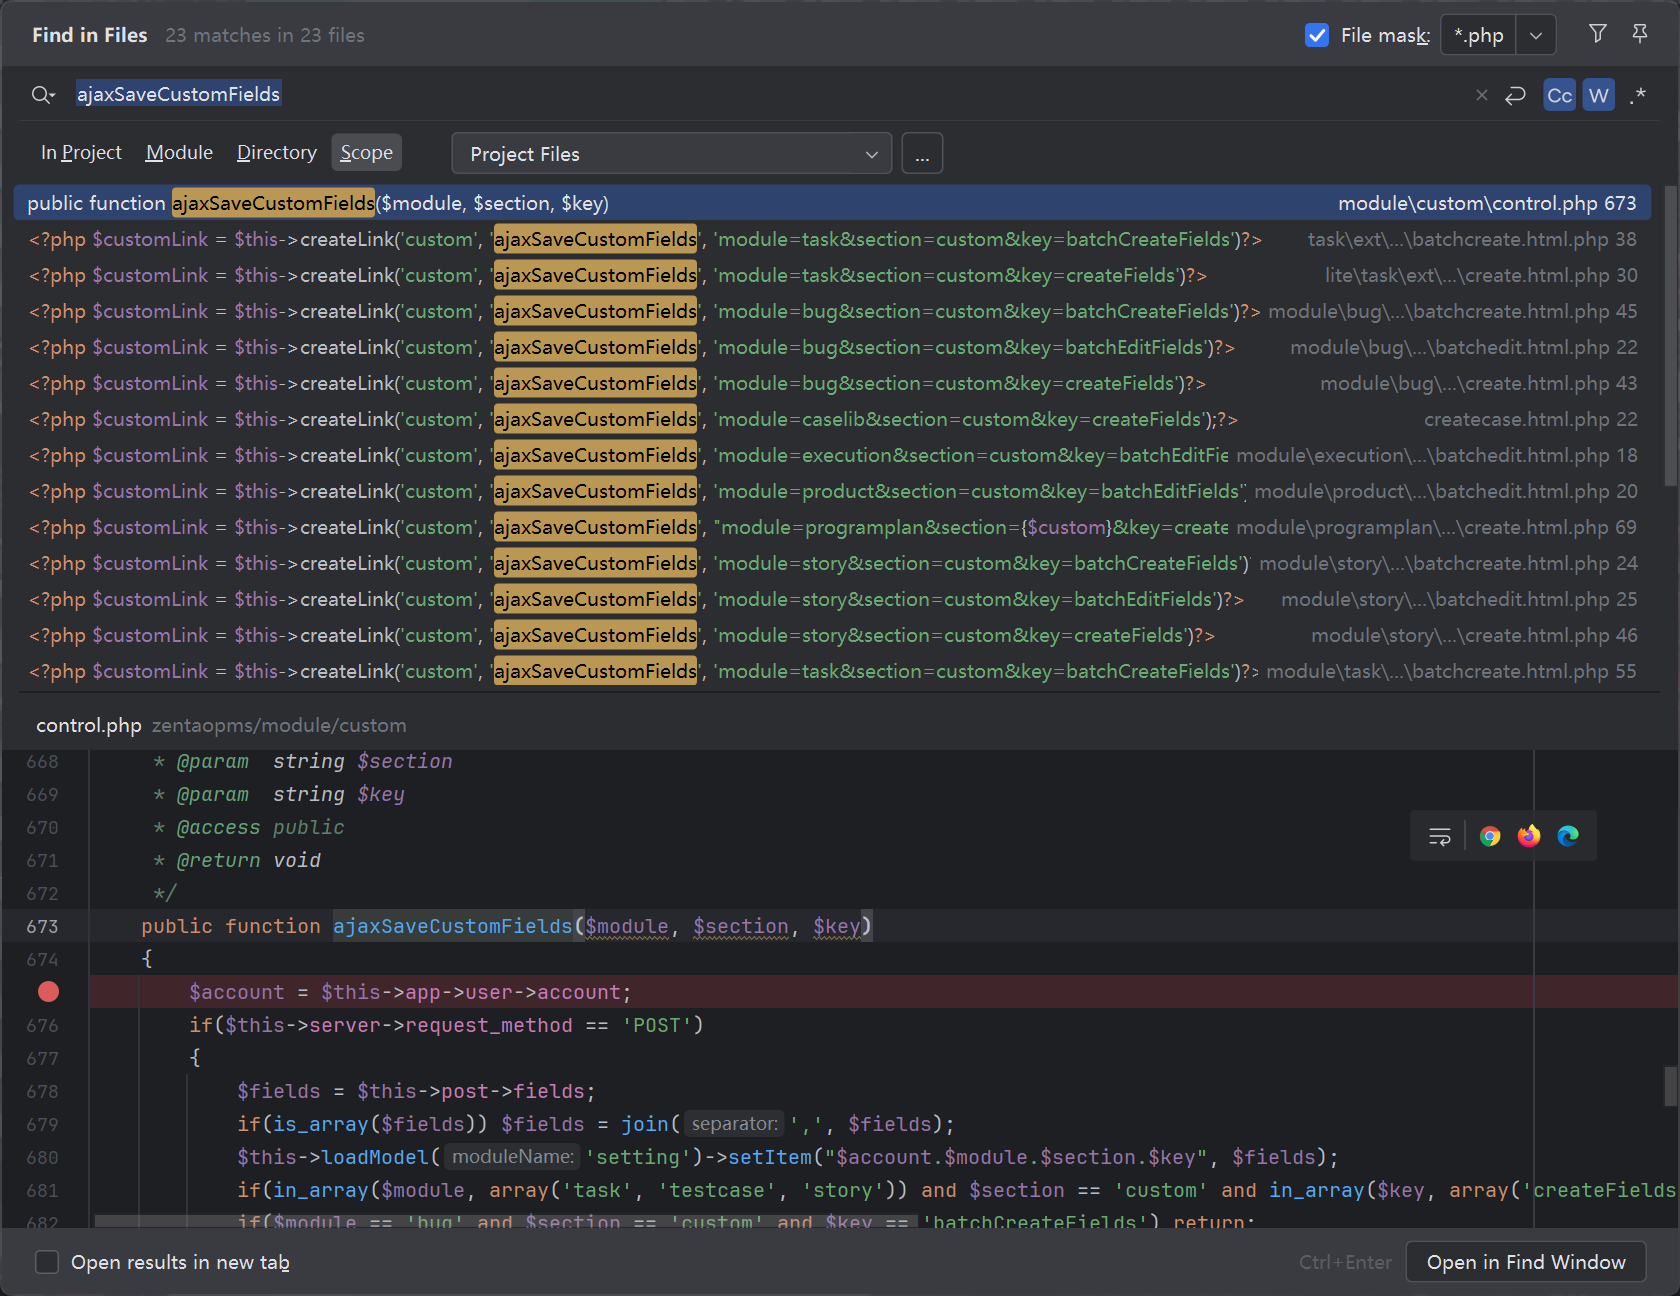 Find in Files 23 matches in 23 files File mask: *.php
ajaxSaveCustomFields Cc W .*
In Project Module Directory Scope Project Files ...
public function ajaxSaveCustomFields($module, $section, $key) module\custom\control.php 673
<?php $customLink = $this->createLink('custom', 'ajaxSaveCustomFields', 'module=task&section=custom&key=batchCreateFields')?> task\ext\...\batchcreate.html.php 38
<?php $customLink = $this->createLink('custom', 'ajaxSaveCustomFields', 'module=task&section=custom&key=createFields')?> lite\task\ext\...\create.html.php 30
<?php $customLink = $this->createLink('custom', 'ajaxSaveCustomFields', 'module=bug&section=custom&key=batchCreateFields')?> module\bug\...\batchcreate.html.php 45
<?php $customLink = $this->createLink('custom', 'ajaxSaveCustomFields', 'module=bug&section=custom&key=batchEditFields')?> module\bug\...\batchedit.html.php 22
<?php $customLink = $this->createLink('custom', 'ajaxSaveCustomFields', 'module=bug&section=custom&key=createFields')?> module\bug\...\create.html.php 43
<?php $customLink = $this->createLink('custom', 'ajaxSaveCustomFields', 'module=caselib&section=custom&key=createFields');?> createcase.html.php 22
<?php $customLink = $this->createLink('custom', 'ajaxSaveCustomFields', 'module=execution&section=custom&key=batchEditFie module\execution\...\batchedit.html.php 18
<?php $customLink = $this->createLink('custom', 'ajaxSaveCustomFields', 'module=product&section=custom&key=batchEditFields') module\product\...\batchedit.html.php 20
<?php $customLink = $this->createLink('custom', 'ajaxSaveCustomFields', "module=programplan&section={$custom}&key=create module\programplan\...\create.html.php 69
<?php $customLink = $this->createLink('custom', 'ajaxSaveCustomFields', 'module=story&section=custom&key=batchCreateFields') module\story\...\batchcreate.html.php 24
<?php $customLink = $this->createLink('custom', 'ajaxSaveCustomFields', 'module=story&section=custom&key=batchEditFields')?> module\story\...\batchedit.html.php 25
<?php $customLink = $this->createLink('custom', 'ajaxSaveCustomFields', 'module=story&section=custom&key=createFields')?> module\story\...\create.html.php 46
<?php $customLink = $this->createLink('custom', 'ajaxSaveCustomFields', 'module=task&section=custom&key=batchCreateFields')?> module\task\...\batchcreate.html.php 55
control.php zentaopms/module/custom
668 * @param string $section
669 * @param string $key
670 * @access public
671 * @return void
672 */
673 public function ajaxSaveCustomFields($module, $section, $key)
674 {
$account = $this->app->user->account;
676 if($this->server->request_method == 'POST')
677 {
678 $fields = $this->post->fields;
679 if(is_array($fields)) $fields = join( separator: ',', $fields);
680 $this->loadModel( moduleName: 'setting')->setItem("$account.$module.$section.$key", $fields);
681 if(in_array($module, array('task', 'testcase', 'story')) and $section == 'custom' and in_array($key, array('createFields
682 if($module == 'bug' and $section == 'custom' and $key == 'batchCreateFields') return;
Open results in new tab Ctrl+Enter Open in Find Window